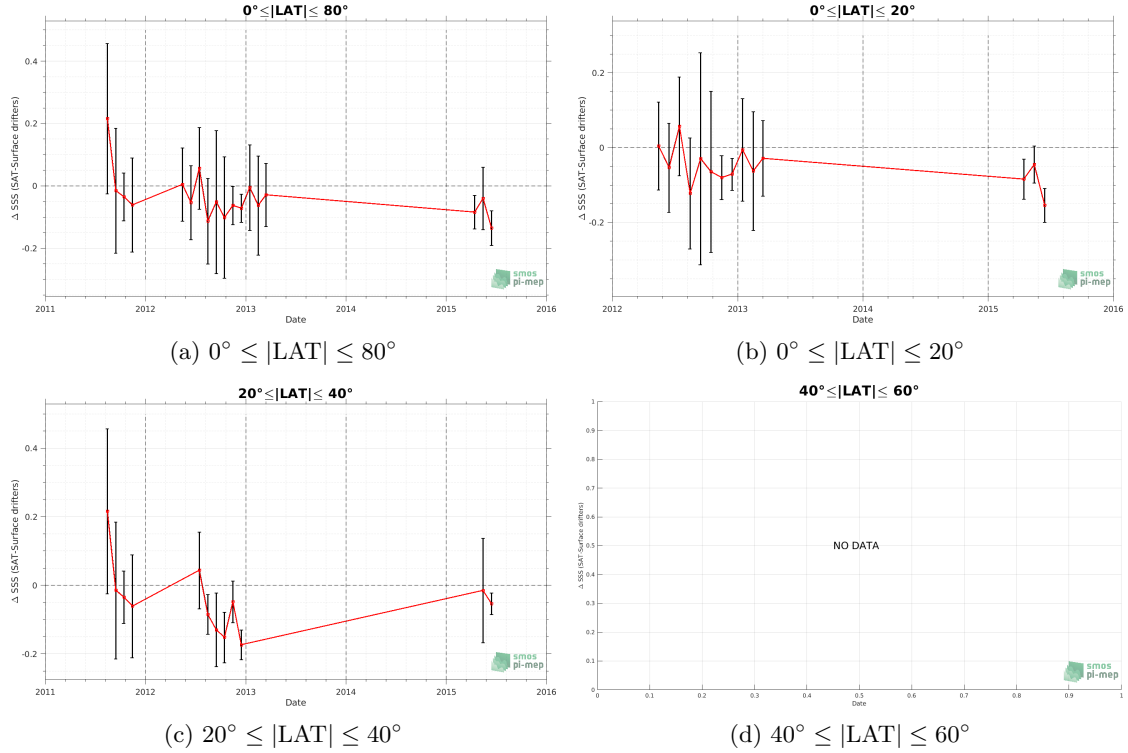 0°≤|LAT|≤ 80°
Δ SSS (SAT-Surface drifters)
0.4
0.2
0
-0.2
2011 2012 2013 2014 2015 2016
Date
smos
pi-mep
(a) 0° ≤ |LAT| ≤ 80°
0°≤|LAT|≤ 20°
Δ SSS (SAT-Surface drifters)
0.2
0
-0.2
2012 2013 2014 2015 2016
Date
smos
pi-mep
(b) 0° ≤ |LAT| ≤ 20°
20°≤|LAT|≤ 40°
Δ SSS (SAT-Surface drifters)
0.4
0.2
0
-0.2
2011 2012 2013 2014 2015 2016
Date
smos
pi-mep
(c) 20° ≤ |LAT| ≤ 40°
40°≤|LAT|≤ 60°
Δ SSS (SAT-Surface drifters)
1
0.9
0.8
0.7
0.6
0.5
0.4
0.3
0.2
0.1
0
NO DATA
0 0.1 0.2 0.3 0.4 0.5 0.6 0.7 0.8 0.9 1
Date
smos
pi-mep
(d) 40° ≤ |LAT| ≤ 60°